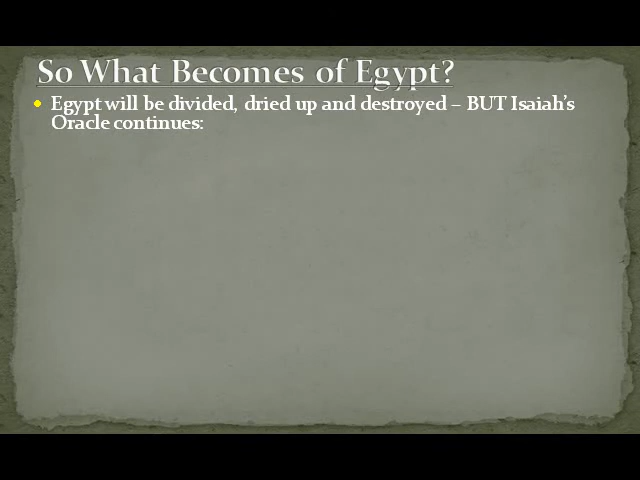 So What Becomes of Egypt?
• Egypt will be divided, dried up and destroyed – BUT Isaiah's
Oracle continues: